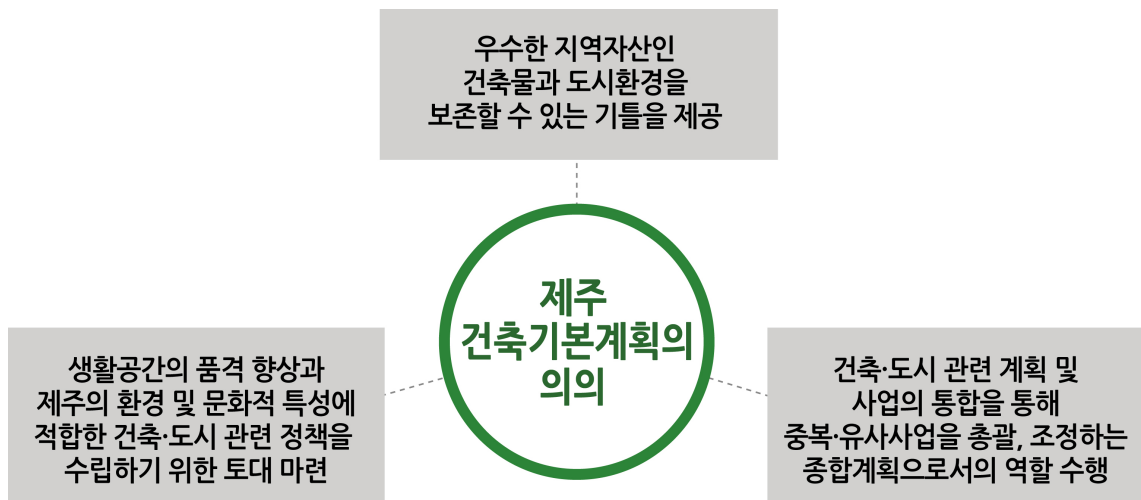 우수한 지역자산인
건축물과 도시환경을
보존할 수 있는 기틀을 제공
제주
건축기본계획의
의의
생활공간의 품격 향상과
제주의 환경 및 문화적 특성에
적합한 건축·도시 관련 정책을
수립하기 위한 토대 마련
건축·도시 관련 계획 및
사업의 통합을 통해
중복·유사사업을 총괄, 조정하는
종합계획으로서의 역할 수행